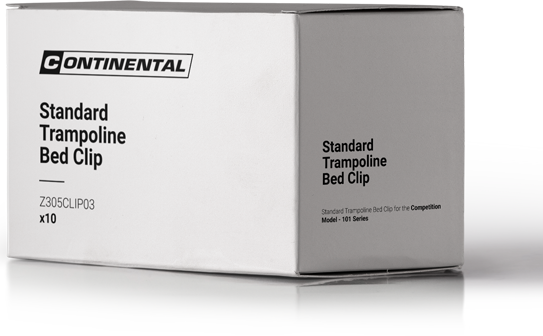 CONTINENTAL
Standard
Trampoline
Bed Clip
Z305CLIP03
x10
Standard
Trampoline
Bed Clip
Standard Trampoline Bed Clip for the Competition
Model - 101 Series